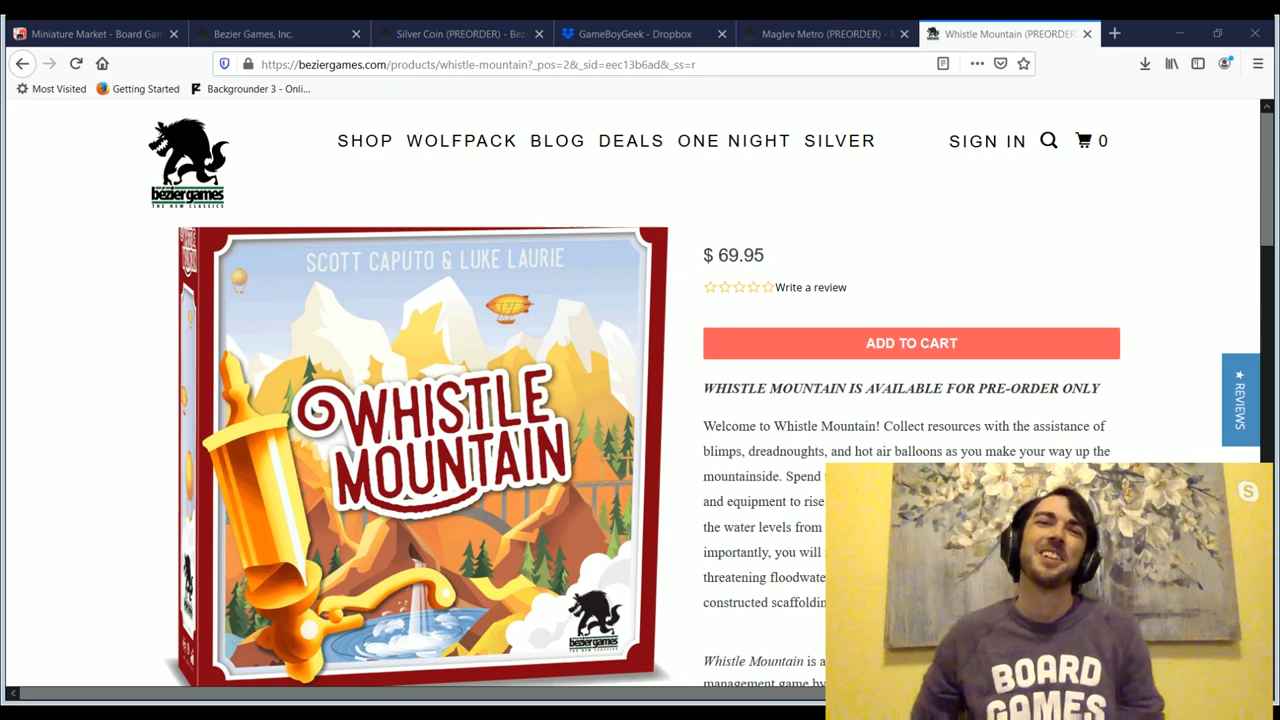 Miniature Market - Board Gam
Bezier Games, Inc.
Silver Coin (PREORDER) - Bez
GameBoyGeek - Dropbox
Maglev Metro (PREORDER) - 
Whistle Mountain (PREORDER)
https://beziergames.com/products/whistle-mountain?_pos=2&_sid=eec13b6ad&_ss=r
Most Visited
Getting Started
Backgrounder 3 - Onli...
SHOP WOLFPACK BLOG DEALS ONE NIGHT SILVER
SIGN IN
0
béziergames
THE NEW CLASSICS
SCOTT CAPUTO & LUKE LAURIE
WHISTLE
MOUNTAIN
béziergames
$ 69.95
Write a review
ADD TO CART
WHISTLE MOUNTAIN IS AVAILABLE FOR PRE-ORDER ONLY
Welcome to Whistle Mountain! Collect resources with the assistance of
blimps, dreadnoughts, and hot air balloons as you make your way up the
mountainside. Spend
and equipment to rise
the water levels from
importantly, you will
threatening floodwate
constructed scaffoldin
Whistle Mountain is a
management game by
★ REVIEWS
S
BOARD
GAMES